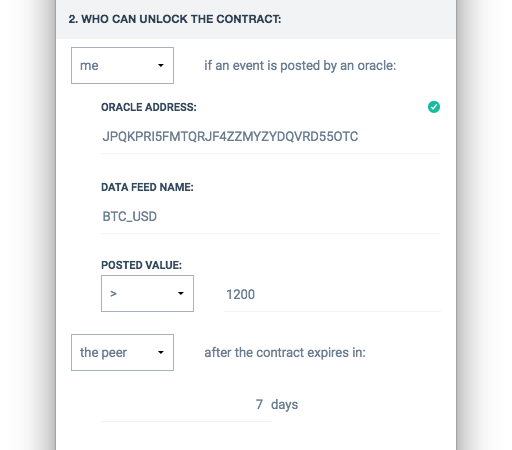 2. WHO CAN UNLOCK THE CONTRACT:
me if an event is posted by an oracle:
ORACLE ADDRESS:
JPQKPRI5FMTQRJF4ZZMYZYDQVRD55OTC
DATA FEED NAME:
BTC_USD
POSTED VALUE:
> 1200
the peer after the contract expires in:
7 days